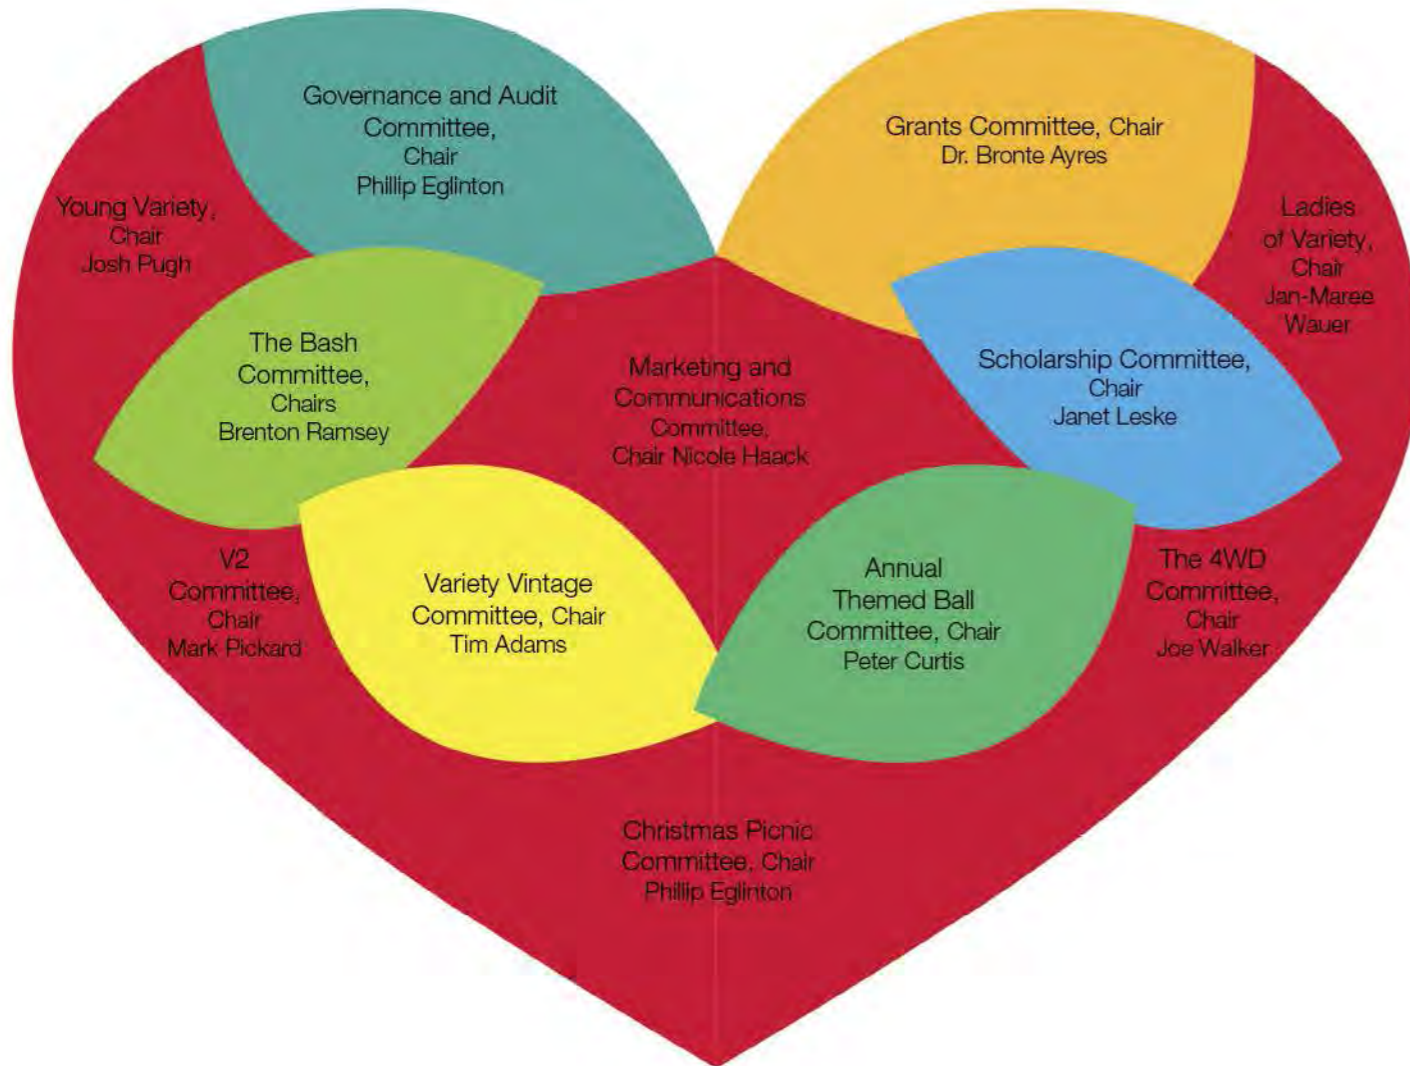 Governance and Audit
Committee,
Chair
Phillip Eglinton
Grants Committee, Chair
Dr. Bronte Ayres
Young Variety,
Chair
Josh Pugh
Ladies
of Variety,
Chair
Jan-Maree
Wauer
The Bash
Committee,
Chairs
Brenton Ramsey
Marketing and
Communications
Committee,
Chair Nicole Haack
Scholarship Committee,
Chair
Janet Leske
V2
Committee,
Chair
Mark Pickard
Variety Vintage
Committee, Chair
Tim Adams
Annual
Themed Ball
Committee, Chair
Peter Curtis
The 4WD
Committee,
Chair
Joe Walker
Christmas Picnic
Committee, Chair
Phillip Eglinton